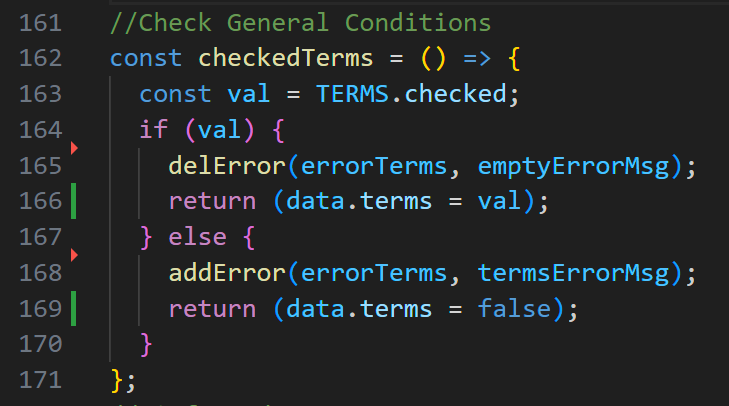 161 //Check General Conditions
162 const checkedTerms = () => {
163 const val = TERMS.checked;
164 if (val) {
165 delError(errorTerms, emptyErrorMsg);
166 return (data.terms = val);
167 } else {
168 addError(errorTerms, termsErrorMsg);
169 return (data.terms = false);
170 }
171 };